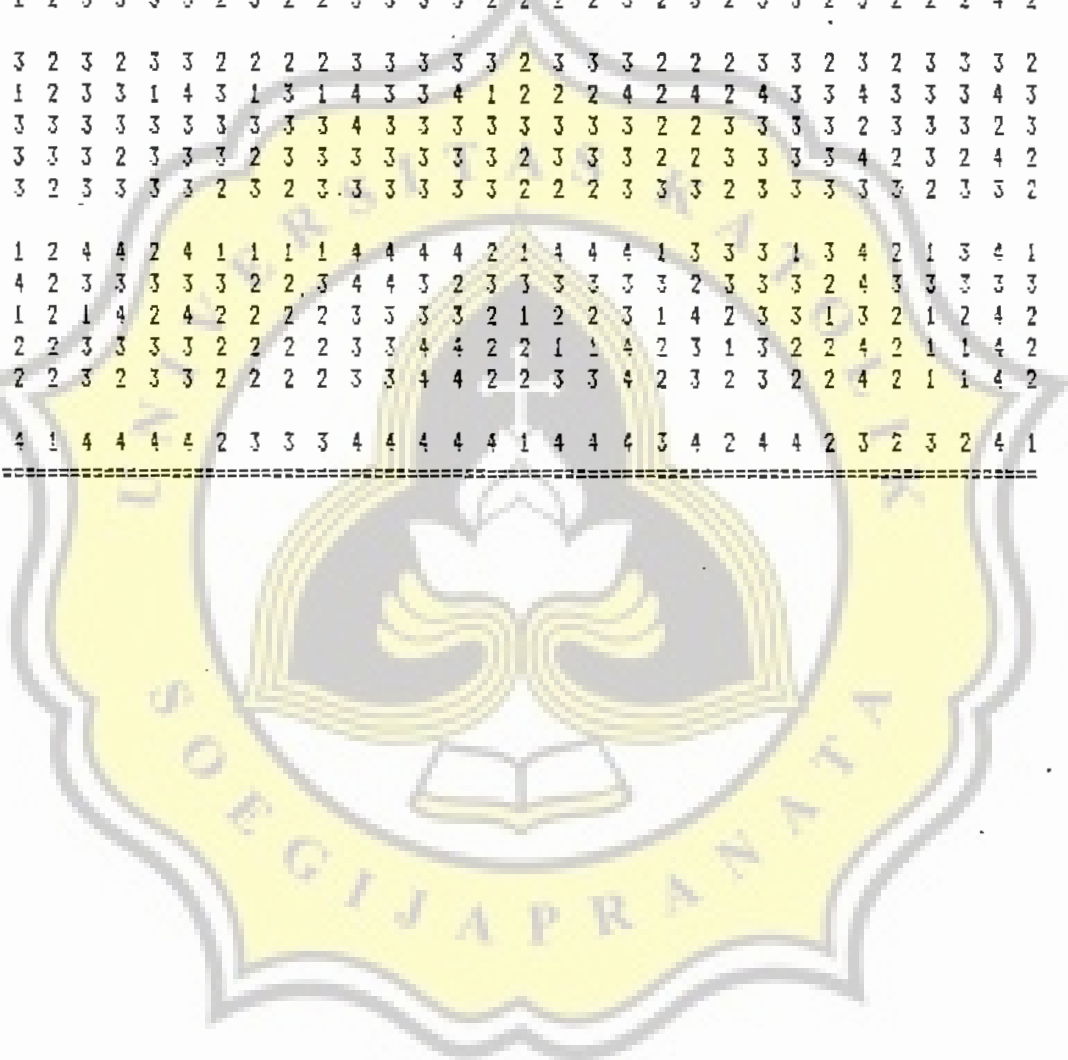 3 2 3 2 3 3 2 2 2 2 3 3 3 3 3 2 3 3 3 2 2 2 3 3 2 3 2 3 3 3 2
1 2 3 3 1 4 3 1 3 1 4 3 3 4 1 2 2 2 4 2 4 2 4 3 3 4 3 3 3 4 3
3 3 3 3 3 3 3 3 3 3 4 3 3 3 3 3 3 3 3 2 2 3 3 3 3 2 3 3 3 2 3
3 3 3 2 3 3 3 2 3 3 3 3 3 3 3 2 3 3 3 2 2 3 3 3 3 4 2 3 2 4 2
3 2 3 3 3 3 2 3 2 3 3 3 3 3 3 2 2 2 3 3 3 2 3 3 3 3 3 2 3 3 2
1 2 4 4 2 4 1 1 1 1 4 4 4 4 2 1 4 4 4 1 3 3 3 1 3 4 2 1 3 4 1
4 2 3 3 3 3 3 2 2 3 4 4 3 2 3 3 3 3 3 3 2 3 3 3 2 4 3 3 3 3 3
1 2 1 4 2 4 2 2 2 2 3 3 3 3 2 1 2 2 3 1 4 2 3 3 1 3 2 1 2 4 2
2 2 3 3 3 3 2 2 2 2 3 3 4 4 2 2 1 1 4 2 3 1 3 2 2 4 2 1 1 4 2
2 2 3 2 3 3 2 2 2 2 3 3 4 4 2 2 3 3 4 2 3 2 3 2 2 4 2 1 1 4 2
4 1 4 4 4 4 2 3 3 3 4 4 4 4 4 1 4 4 4 3 4 2 4 4 2 3 2 3 2 4 1
UNIVERSITAS KATOLIK
SOEGIJAPRANATA